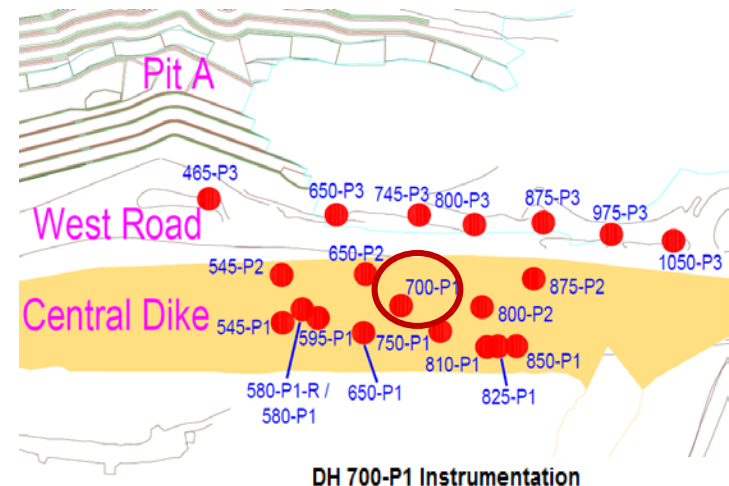 Pit A
465-P3
650-P3
745-P3
800-P3
875-P3
975-P3
1050-P3
West Road
545-P2
650-P2
700-P1
875-P2
800-P2
Central Dike
545-P1
595-P1
750-P1
810-P1
850-P1
580-P1-R /
580-P1
650-P1
825-P1
DH 700-P1 Instrumentation